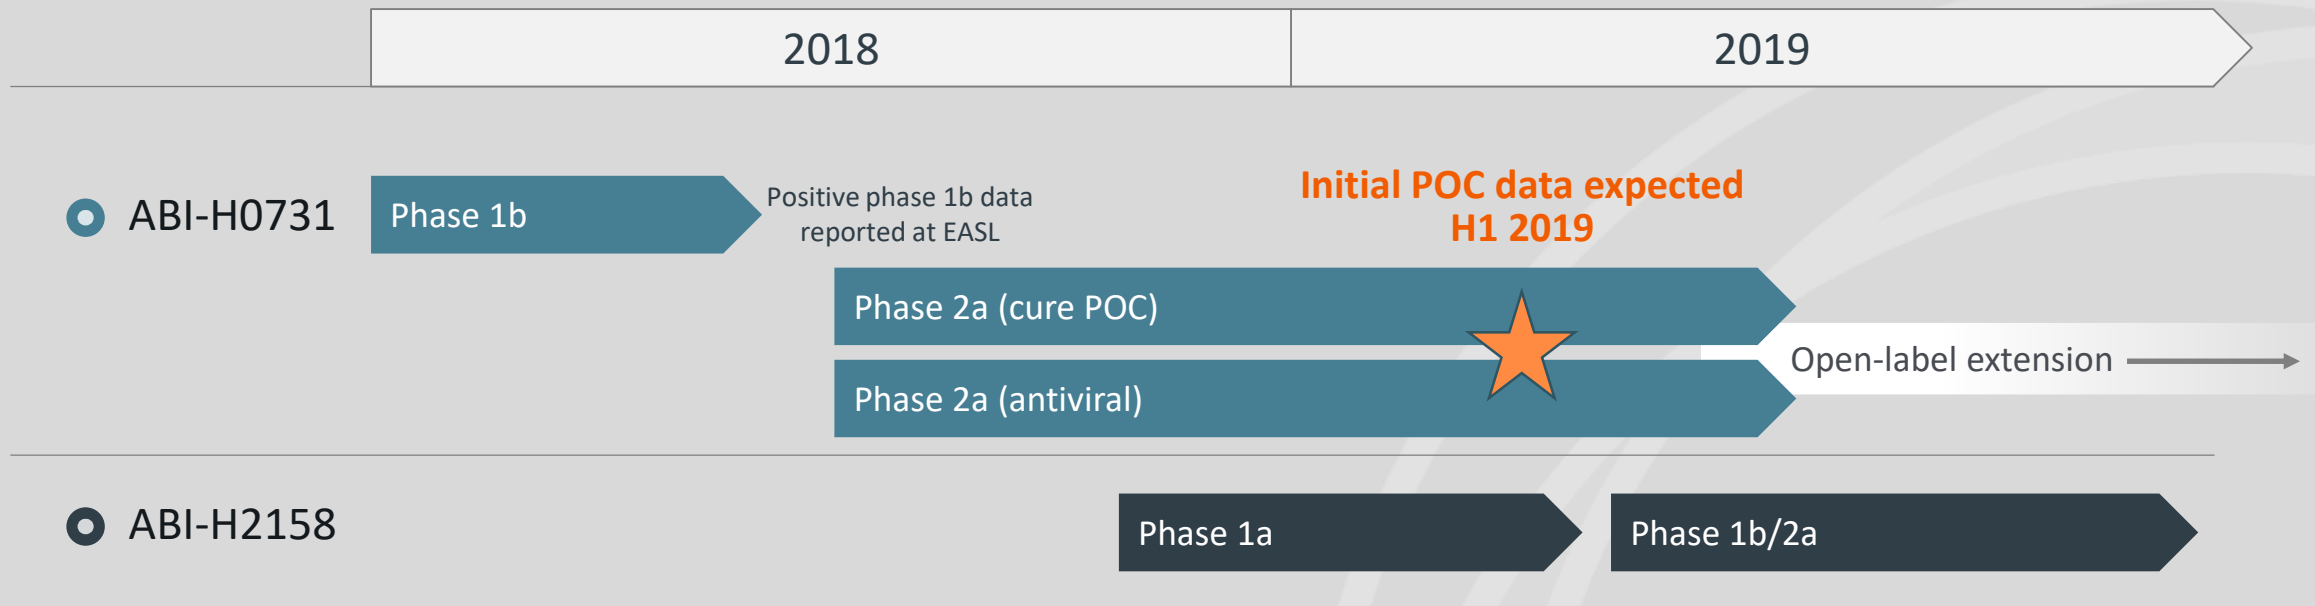 2018
2019
ABI-H0731
Phase 1b
Positive phase 1b data
reported at EASL
Initial POC data expected
H1 2019
Phase 2a (cure POC)
Open-label extension
Phase 2a (antiviral)
ABI-H2158
Phase 1a
Phase 1b/2a